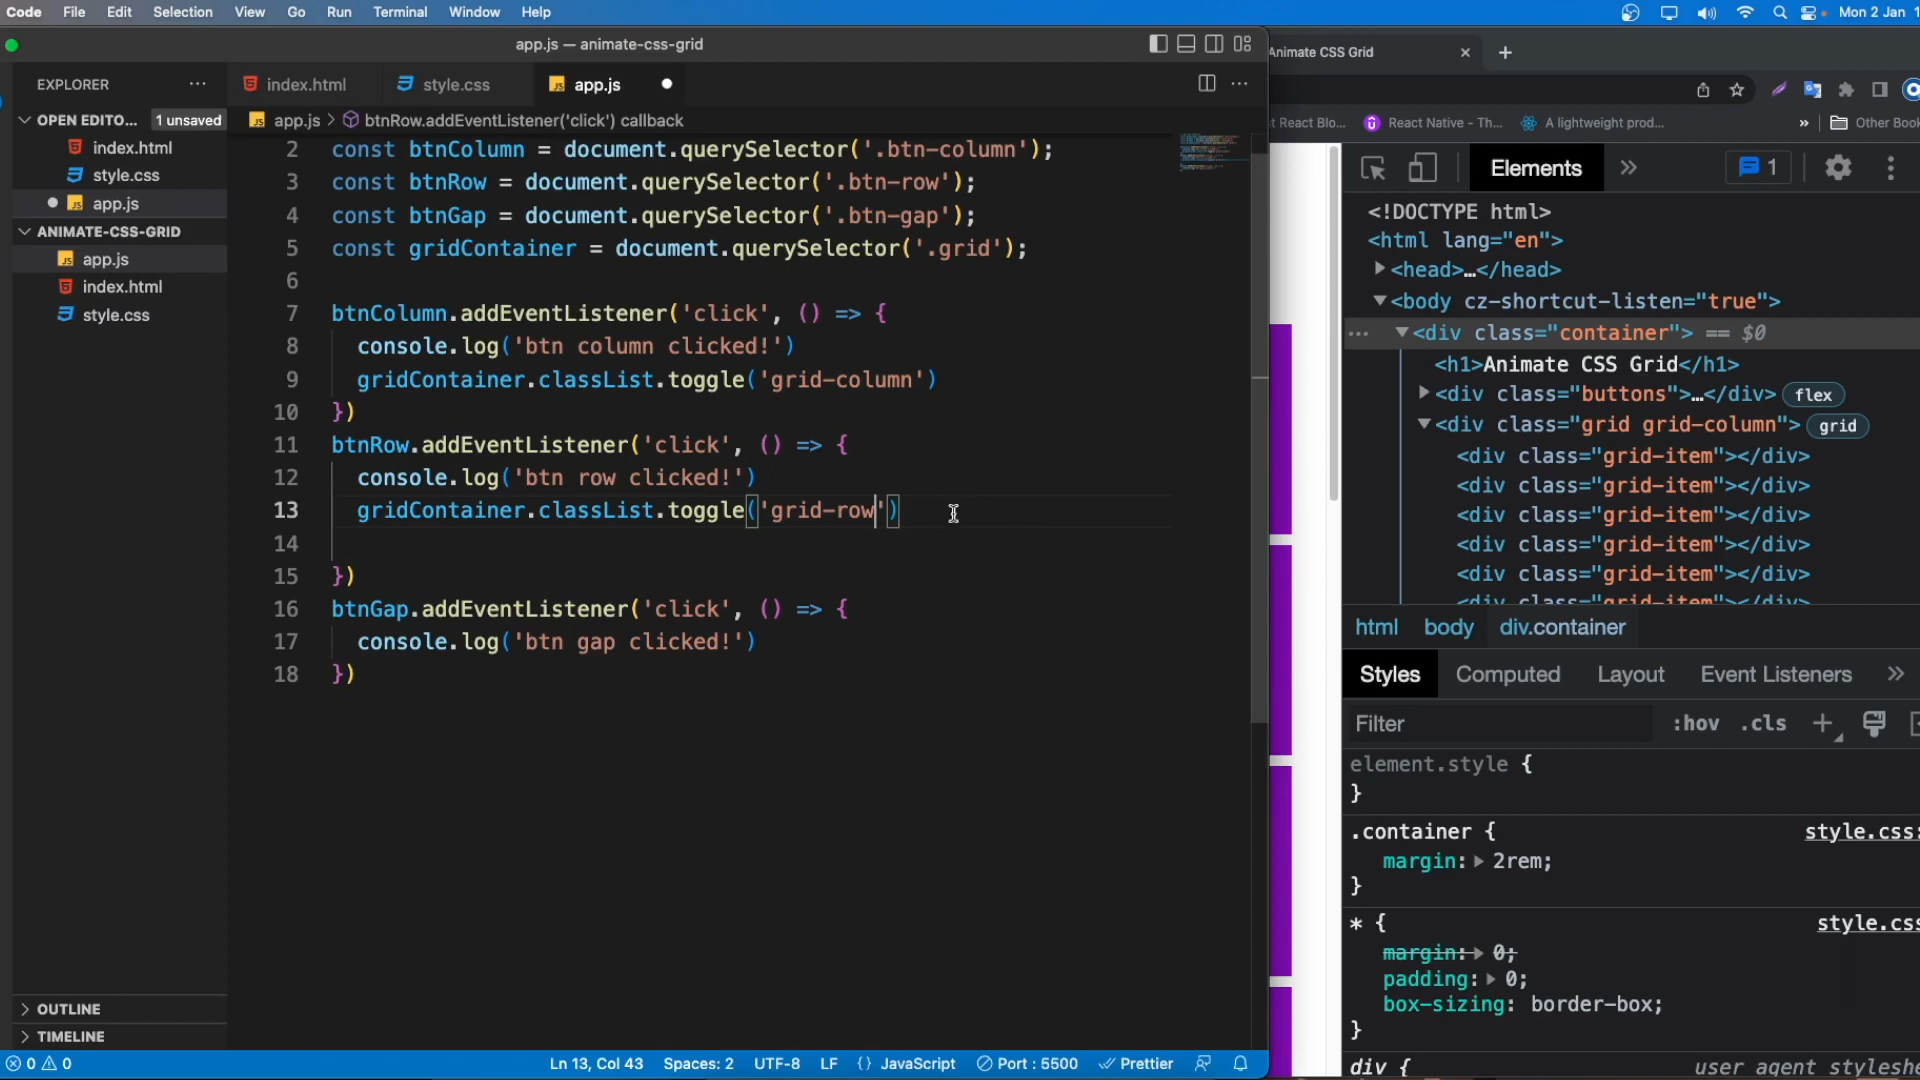 Code File Edit Selection View Go Run Terminal Window Help Mon 2 Jan 1
app.js — animate-css-grid
EXPLORER
OPEN EDITO... 1 unsaved
index.html
style.css
app.js
ANIMATE-CSS-GRID
app.js
index.html
style.css
OUTLINE
TIMELINE
index.html style.css app.js
app.js > btnRow.addEventListener('click') callback
2 const btnColumn = document.querySelector('.btn-column');
3 const btnRow = document.querySelector('.btn-row');
4 const btnGap = document.querySelector('.btn-gap');
5 const gridContainer = document.querySelector('.grid');
6
7 btnColumn.addEventListener('click', () => {
8 console.log('btn column clicked!')
9 gridContainer.classList.toggle('grid-column')
10 })
11 btnRow.addEventListener('click', () => {
12 console.log('btn row clicked!')
13 gridContainer.classList.toggle('grid-row')
14
15 })
16 btnGap.addEventListener('click', () => {
17 console.log('btn gap clicked!')
18 })
0 0 Ln 13, Col 43 Spaces: 2 UTF-8 LF {} JavaScript Port : 5500 Prettier
Animate CSS Grid
st React Blo... React Native - Th... A lightweight prod... » Other Book
Elements » 1
<!DOCTYPE html>
<html lang="en">
<head>…</head>
<body cz-shortcut-listen="true">
<div class="container"> == $0
<h1>Animate CSS Grid</h1>
<div class="buttons">…</div> flex
<div class="grid grid-column"> grid
<div class="grid-item"></div>
<div class="grid-item"></div>
<div class="grid-item"></div>
<div class="grid-item"></div>
<div class="grid-item"></div>
<div class="grid-item"></div>
html body div.container
Styles Computed Layout Event Listeners »
Filter :hov .cls +
element.style {
}
.container { style.css:
margin: 2rem;
}
* { style.css
margin: 0;
padding: 0;
box-sizing: border-box;
}
div { user agent styleshe